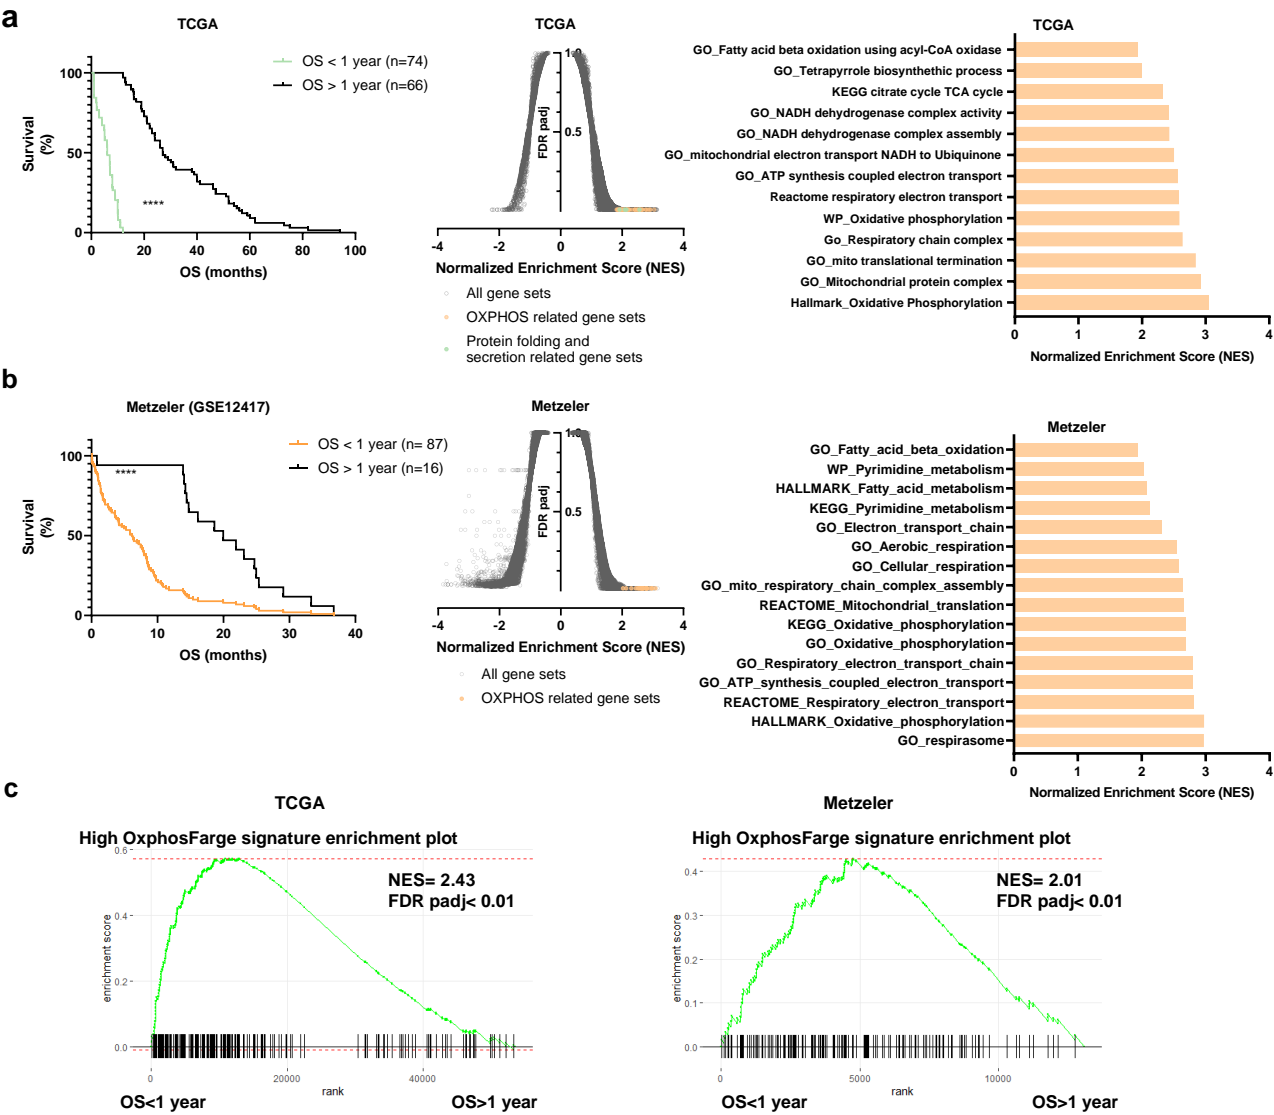 a
TCGA
OS < 1 year (n=74)
OS > 1 year (n=66)
Survival
(%)
100
50
0
****
0 20 40 60 80 100
OS (months)
TCGA
1.0
0.5
FDR padj
-4 -2 0 2 4
Normalized Enrichment Score (NES)
All gene sets
OXPHOS related gene sets
Protein folding and
secretion related gene sets
TCGA
GO_Fatty acid beta oxidation using acyl-CoA oxidase
GO_Tetrapyrrole biosynthethic process
KEGG citrate cycle TCA cycle
GO_NADH dehydrogenase complex activity
GO_NADH dehydrogenase complex assembly
GO_mitochondrial electron transport NADH to Ubiquinone
GO_ATP synthesis coupled electron transport
Reactome respiratory electron transport
WP_Oxidative phosphorylation
Go_Respiratory chain complex
GO_mito translational termination
GO_Mitochondrial protein complex
Hallmark_Oxidative Phosphorylation
0 1 2 3 4
Normalized Enrichment Score (NES)
b
Metzeler (GSE12417)
OS < 1 year (n= 87)
OS > 1 year (n=16)
Survival
(%)
100
50
0
****
0 10 20 30 40
OS (months)
Metzeler
1.0
0.5
FDR padj
-4 -2 0 2 4
Normalized Enrichment Score (NES)
All gene sets
OXPHOS related gene sets
Metzeler
GO_Fatty_acid_beta_oxidation
WP_Pyrimidine_metabolism
HALLMARK_Fatty_acid_metabolism
KEGG_Pyrimidine_metabolism
GO_Electron_transport_chain
GO_Aerobic_respiration
GO_Cellular_respiration
GO_mito_respiratory_chain_complex_assembly
REACTOME_Mitochondrial_translation
KEGG_Oxidative_phosphorylation
GO_Oxidative_phosphorylation
GO_Respiratory_electron_transport_chain
GO_ATP_synthesis_coupled_electron_transport
REACTOME_Respiratory_electron_transport
HALLMARK_Oxidative_phosphorylation
GO_respirasome
0 1 2 3 4
Normalized Enrichment Score (NES)
c
TCGA
High OxphosFarge signature enrichment plot
NES= 2.43
FDR padj< 0.01
enrichment score
0.6
0.4
0.2
0.0
0 20000 40000
rank
OS<1 year OS>1 year
Metzeler
High OxphosFarge signature enrichment plot
NES= 2.01
FDR padj< 0.01
enrichment score
0.4
0.3
0.2
0.1
0.0
0 5000 10000
rank
OS<1 year OS>1 year